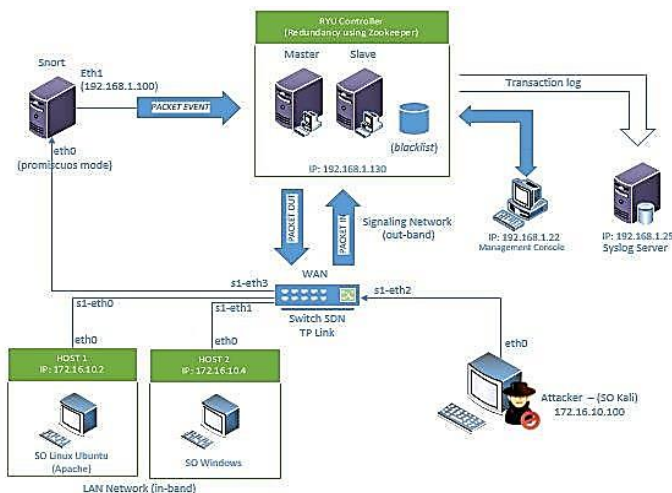 RYU Controller
(Redundancy using Zookeeper)
Master
Slave
Snort
Eth1
(192.168.1.100)
PACKET EVENT
Transaction log
(blacklist)
eth0
(promiscuos mode)
IP: 192.168.1.130
PACKET OUT
PACKET IN
Signaling Network
(out-band)
IP: 192.168.1.22
Management Console
IP: 192.168.1.25
Syslog Server
WAN
s1-eth3
s1-eth0
s1-eth1
s1-eth2
Switch SDN
TP Link
eth0
eth0
eth0
HOST 1
IP: 172.16.10.2
HOST 2
IP: 172.16.10.4
Attacker – (SO Kali)
172.16.10.100
SO Linux Ubuntu
(Apache)
SO Windows
LAN Network (in-band)